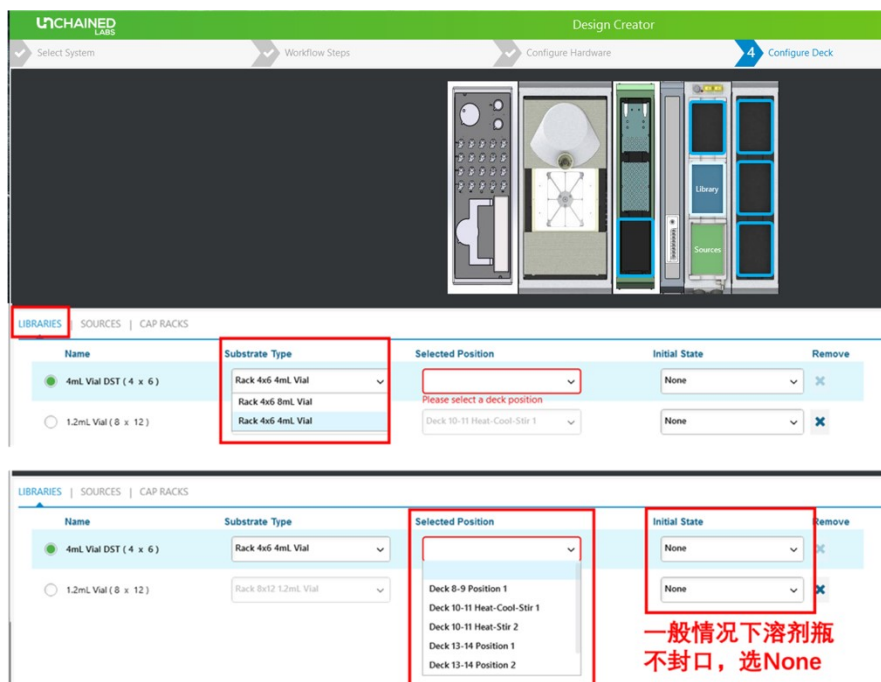 UNCHAINED
LABS
Design Creator
Select System
Workflow Steps
Configure Hardware
4 Configure Deck
Library
Sources
LIBRARIES | SOURCES | CAP RACKS
Name Substrate Type Selected Position Initial State Remove
4mL Vial DST ( 4 x 6 ) Rack 4x6 4mL Vial None
Rack 4x6 8mL Vial Please select a deck position
1.2mL Vial ( 8 x 12 ) Rack 4x6 4mL Vial Deck 10-11 Heat-Cool-Stir 1 None
LIBRARIES | SOURCES | CAP RACKS
Name Substrate Type Selected Position Initial State Remove
4mL Vial DST ( 4 x 6 ) Rack 4x6 4mL Vial None
1.2mL Vial ( 8 x 12 ) Rack 8x12 1.2mL Vial Deck 8-9 Position 1 None
Deck 10-11 Heat-Cool-Stir 1
Deck 10-11 Heat-Stir 2
Deck 13-14 Position 1
Deck 13-14 Position 2
一般情况下溶剂瓶
不封口，选None